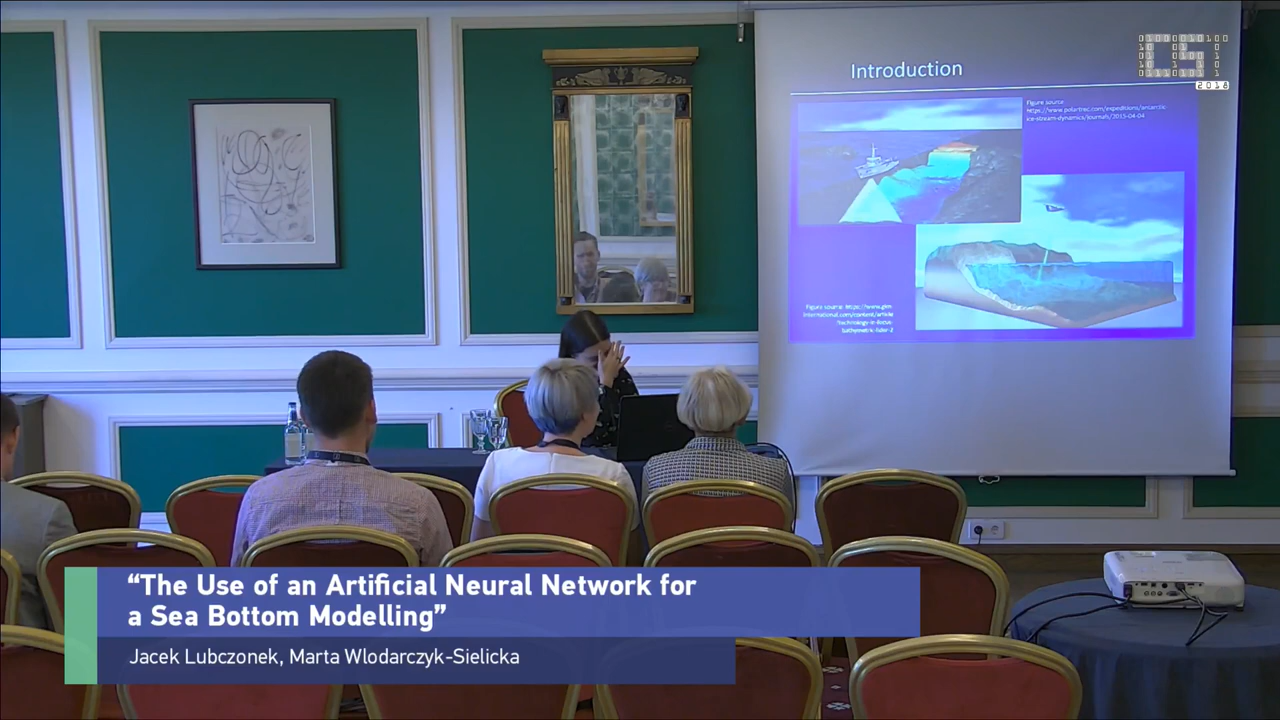 Introduction
Figure source:
https://www.polartrec.com/expeditions/antarctic-
ice-stream-dynamics/journals/2015-04-04
Figure source: https://www.gim
international.com/content/article
/technology-in-focus-
bathymetric-lidar-2
2018
“The Use of an Artificial Neural Network for
a Sea Bottom Modelling”
Jacek Lubczonek, Marta Wlodarczyk-Sielicka